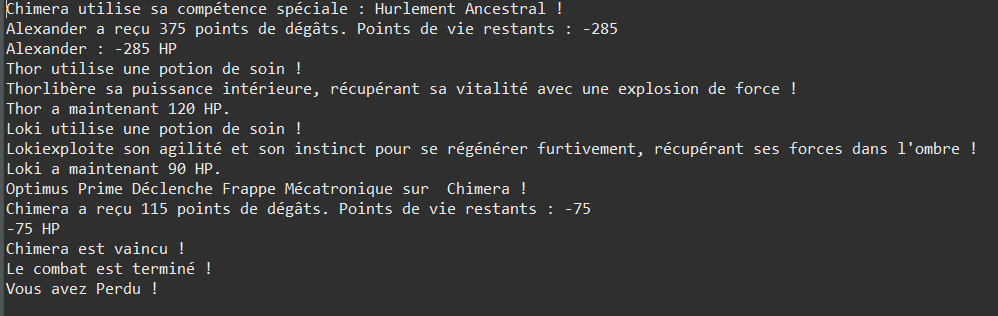 Chimera utilise sa compétence spéciale : Hurlement Ancestral !
Alexander a reçu 375 points de dégâts. Points de vie restants : -285
Alexander : -285 HP
Thor utilise une potion de soin !
Thorlibère sa puissance intérieure, récupérant sa vitalité avec une explosion de force !
Thor a maintenant 120 HP.
Loki utilise une potion de soin !
Lokiexploite son agilité et son instinct pour se régénérer furtivement, récupérant ses forces dans l'ombre !
Loki a maintenant 90 HP.
Optimus Prime Déclenche Frappe Mécatronique sur  Chimera !
Chimera a reçu 115 points de dégâts. Points de vie restants : -75
-75 HP
Chimera est vaincu !
Le combat est terminé !
Vous avez Perdu !